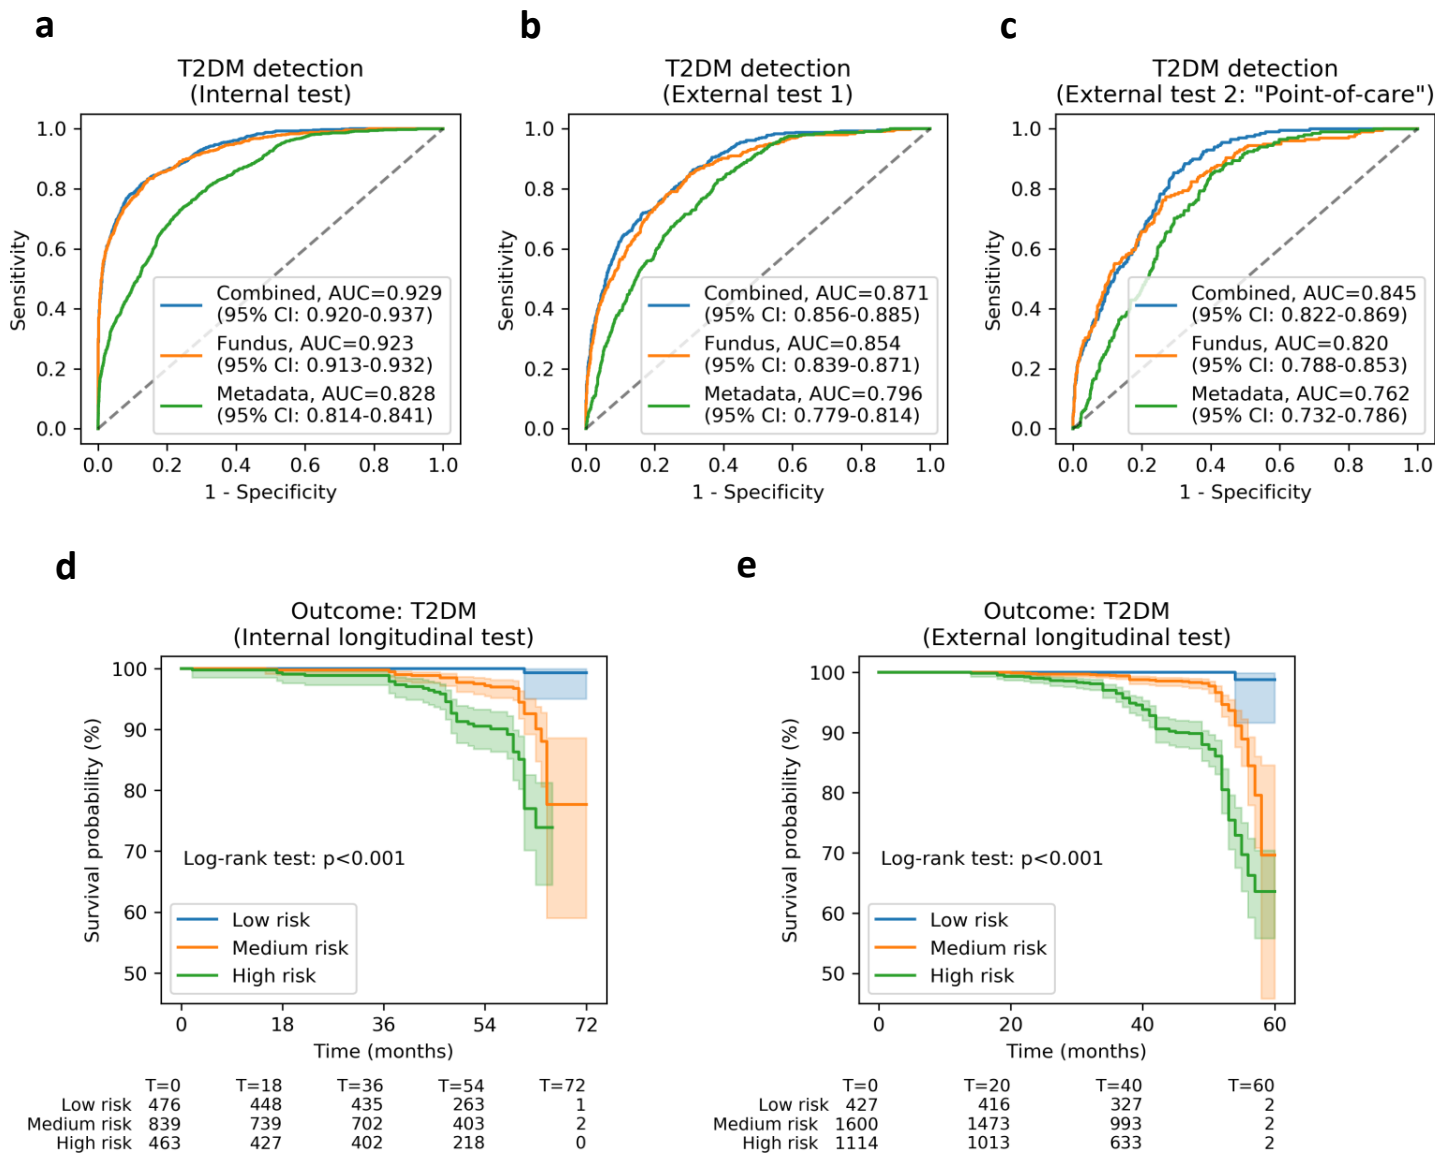 a
T2DM detection
(Internal test)
1.0
0.8
0.6
0.4
0.2
0.0
Sensitivity
Combined, AUC=0.929
(95% CI: 0.920-0.937)
Fundus, AUC=0.923
(95% CI: 0.913-0.932)
Metadata, AUC=0.828
(95% CI: 0.814-0.841)
0.0 0.2 0.4 0.6 0.8 1.0
1 - Specificity
b
T2DM detection
(External test 1)
1.0
0.8
0.6
0.4
0.2
0.0
Sensitivity
Combined, AUC=0.871
(95% CI: 0.856-0.885)
Fundus, AUC=0.854
(95% CI: 0.839-0.871)
Metadata, AUC=0.796
(95% CI: 0.779-0.814)
0.0 0.2 0.4 0.6 0.8 1.0
1 - Specificity
c
T2DM detection
(External test 2: "Point-of-care")
1.0
0.8
0.6
0.4
0.2
0.0
Sensitivity
Combined, AUC=0.845
(95% CI: 0.822-0.869)
Fundus, AUC=0.820
(95% CI: 0.788-0.853)
Metadata, AUC=0.762
(95% CI: 0.732-0.786)
0.0 0.2 0.4 0.6 0.8 1.0
1 - Specificity
d
Outcome: T2DM
(Internal longitudinal test)
100
90
80
70
60
50
Survival probability (%)
Log-rank test: p<0.001
Low risk
Medium risk
High risk
0 18 36 54 72
Time (months)
T=0 T=18 T=36 T=54 T=72
Low risk 476 448 435 263 1
Medium risk 839 739 702 403 2
High risk 463 427 402 218 0
e
Outcome: T2DM
(External longitudinal test)
100
90
80
70
60
50
Survival probability (%)
Log-rank test: p<0.001
Low risk
Medium risk
High risk
0 20 40 60
Time (months)
T=0 T=20 T=40 T=60
Low risk 427 416 327 2
Medium risk 1600 1473 993 2
High risk 1114 1013 633 2